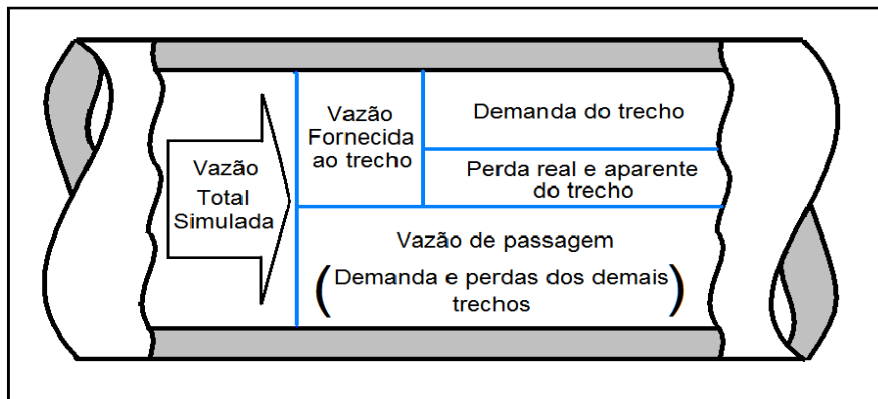 Vazão
Total
Simulada
Vazão
Fornecida
ao trecho
Demanda do trecho
Perda real e aparente
do trecho
Vazão de passagem
(Demanda e perdas dos demais
trechos)